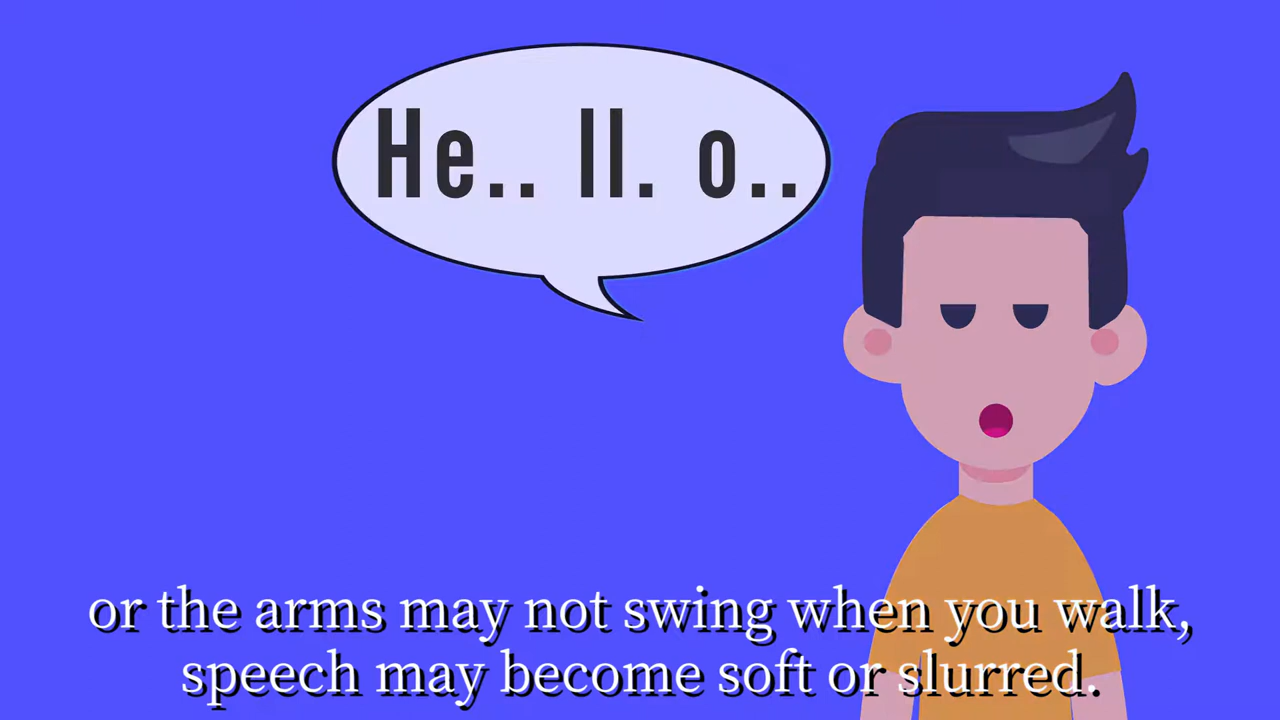 He.. ll. o..
or the arms may not swing when you walk,
speech may become soft or slurred.